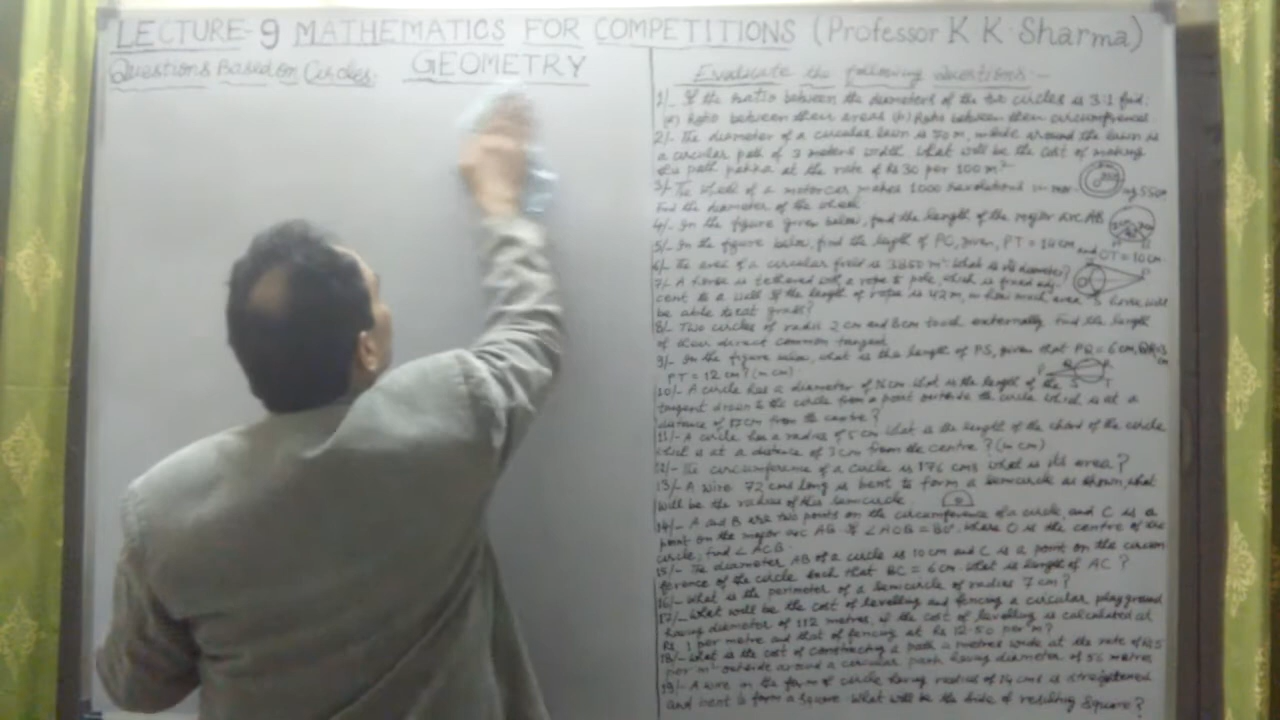 LECTURE-9 MATHEMATICS FOR COMPETITIONS (Professor K K Sharma)
Questions Based on Circles: GEOMETRY
Evaluate the following Questions:-
1/- If the ratio between the diameters of the two circles is 3:1 find:
(a) Ratio between their areas (b) Ratio between their circumferences
2/- The diameter of a circular lawn is 70 m, while around the lawn is
a circular path of 3 meters width. What will be the cost of making
the path pakka at the rate of Rs 30 per 100 m²
3/- The wheel of a motorcar makes 1000 revolutions in
Find the diameter of the wheel
4/- In the figure given below, find the length of the major arc AB
5/- In the figure below, find the length of PC, given, PT = and OT = 10 cm
6/- The area of a circular field is 3850 m². What is its diameter?
7/- A horse is tethered with a rope to pole, which is fixed adja-
cent to a wall. If the length of rope is 42 m, in how much area horse will
be able to eat grass?
8/- Two circles of radii 2 cm and 8 cm touch externally. Find the length
of their direct common tangent
9/- In the figure below, what is the length of PS, given that PQ = 6 cm,
PT = 12 cm? (in cm)
10/- A circle has a diameter of 16 cm. What is the length of the
tangent drawn to the circle from a point outside the circle which is at a
distance of from the centre?
11/- A circle has a radius of 5 cm. What is the length of the chord of the circle
which is at a distance of 3 cm from the centre? (in cm)
12/- The circumference of a circle is 176 cms what is its area?
13/- A wire 72 cms long is bent to form a semicircle as shown, what
will be the radius of this semicircle
14/- A and B are two points on the circumference of a circle and C is a
point on the major arc AB. If ∠AOB = 80°. Where O is the centre of the
circle, find ∠ACB.
15/- The diameter AB of a circle is 10 cm and C is a point on the circum
ference of the circle such that BC = 6 cm. What is length of AC?
16/- What is the perimeter of a semicircle of radius 7 cm?
17/- What will be the cost of levelling and fencing a circular playground
having diameter of 112 metres, if the cost of levelling is calculated at
Rs 1 per metre and that of fencing at Rs 12.50 per m?
18/- What is the cost of constructing a path metres wide at the rate of Rs 5
per m² outside around a circular park having diameter of 56 metres
19/- A wire in the form of circle having radius of 14 cms is straightened
and bent to form a square. What will be the side of resulting square?